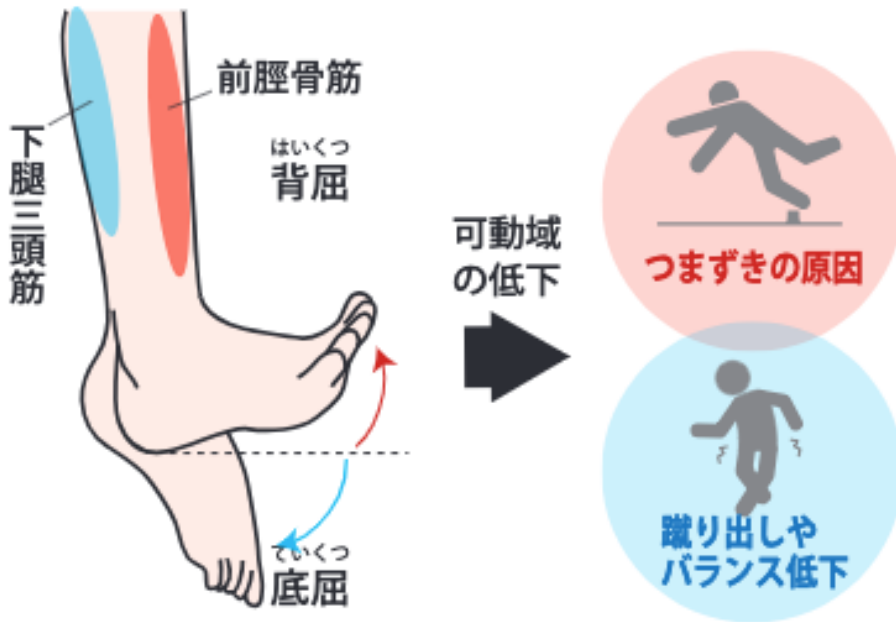 前脛骨筋
下腿三頭筋
はいくつ
背屈
ていくつ
底屈
可動域
の低下
つまずきの原因
蹴り出しや
バランス低下